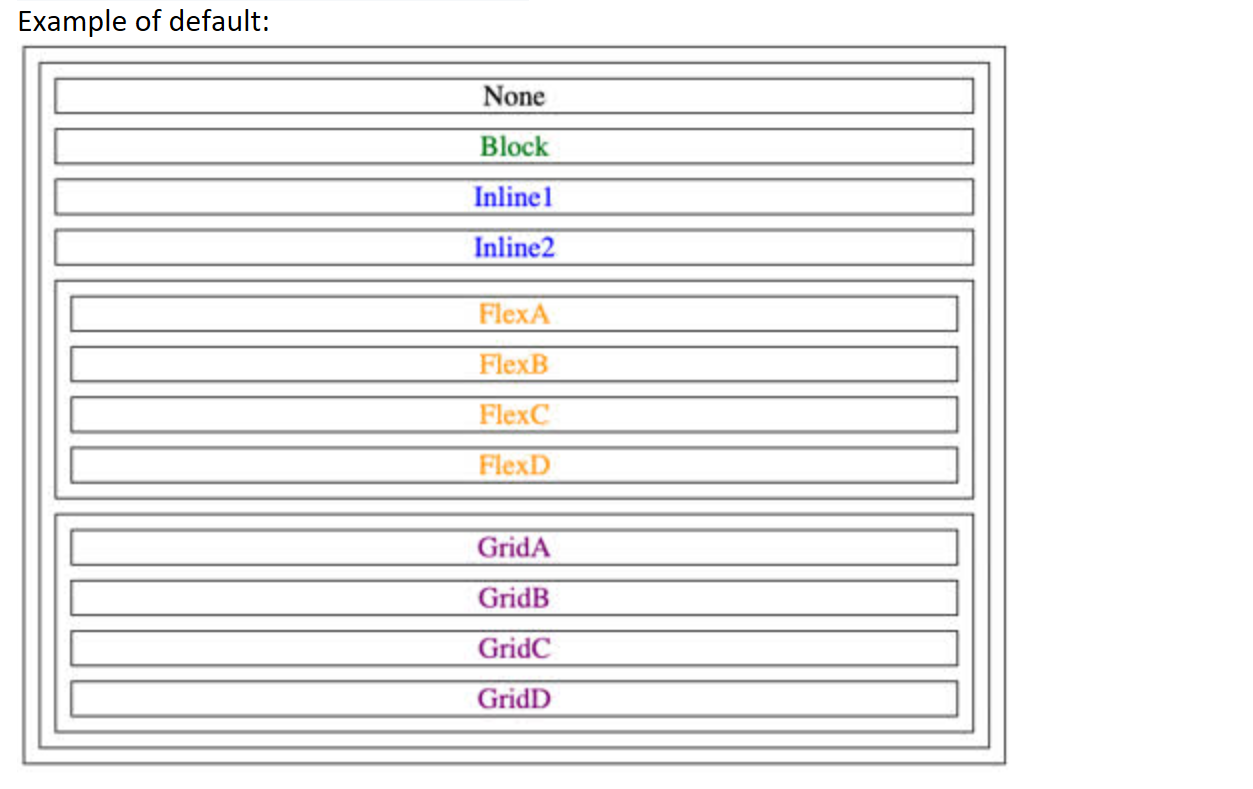 Example of default:
None
Block
Inline1
Inline2
FlexA
FlexB
FlexC
FlexD
GridA
GridB
GridC
GridD